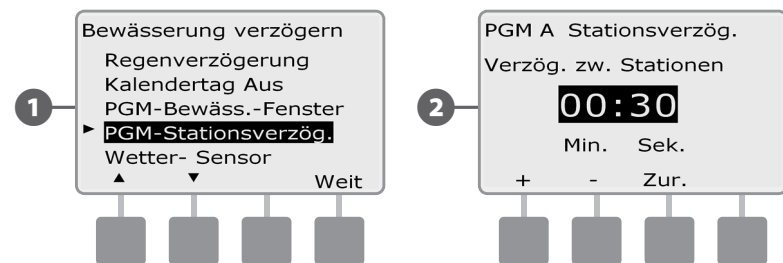 1
Bewässerung verzögern
Regenverzögerung
Kalendertag Aus
PGM-Bewäss.-Fenster
► PGM-Stationsverzög.
Wetter- Sensor
▲ ▼ Weit
2
PGM A Stationsverzög.
Verzög. zw. Stationen
00:30
Min. Sek.
+ - Zur.